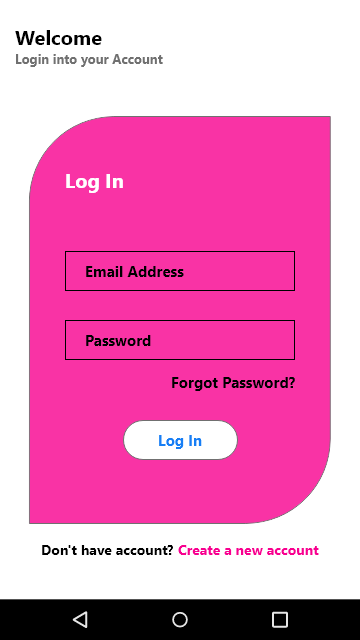 Welcome
Login into your Account
Log In
Email Address
Password
Forgot Password?
Log In
Don't have account? Create a new account